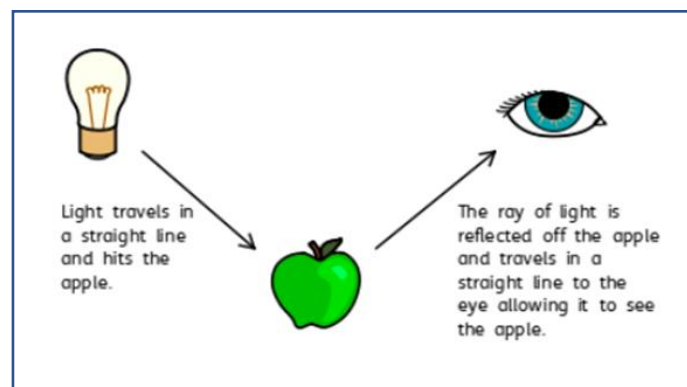 Light travels in
a straight line
and hits the
apple.
The ray of light is
reflected off the apple
and travels in a
straight line to the
eye allowing it to see
the apple.